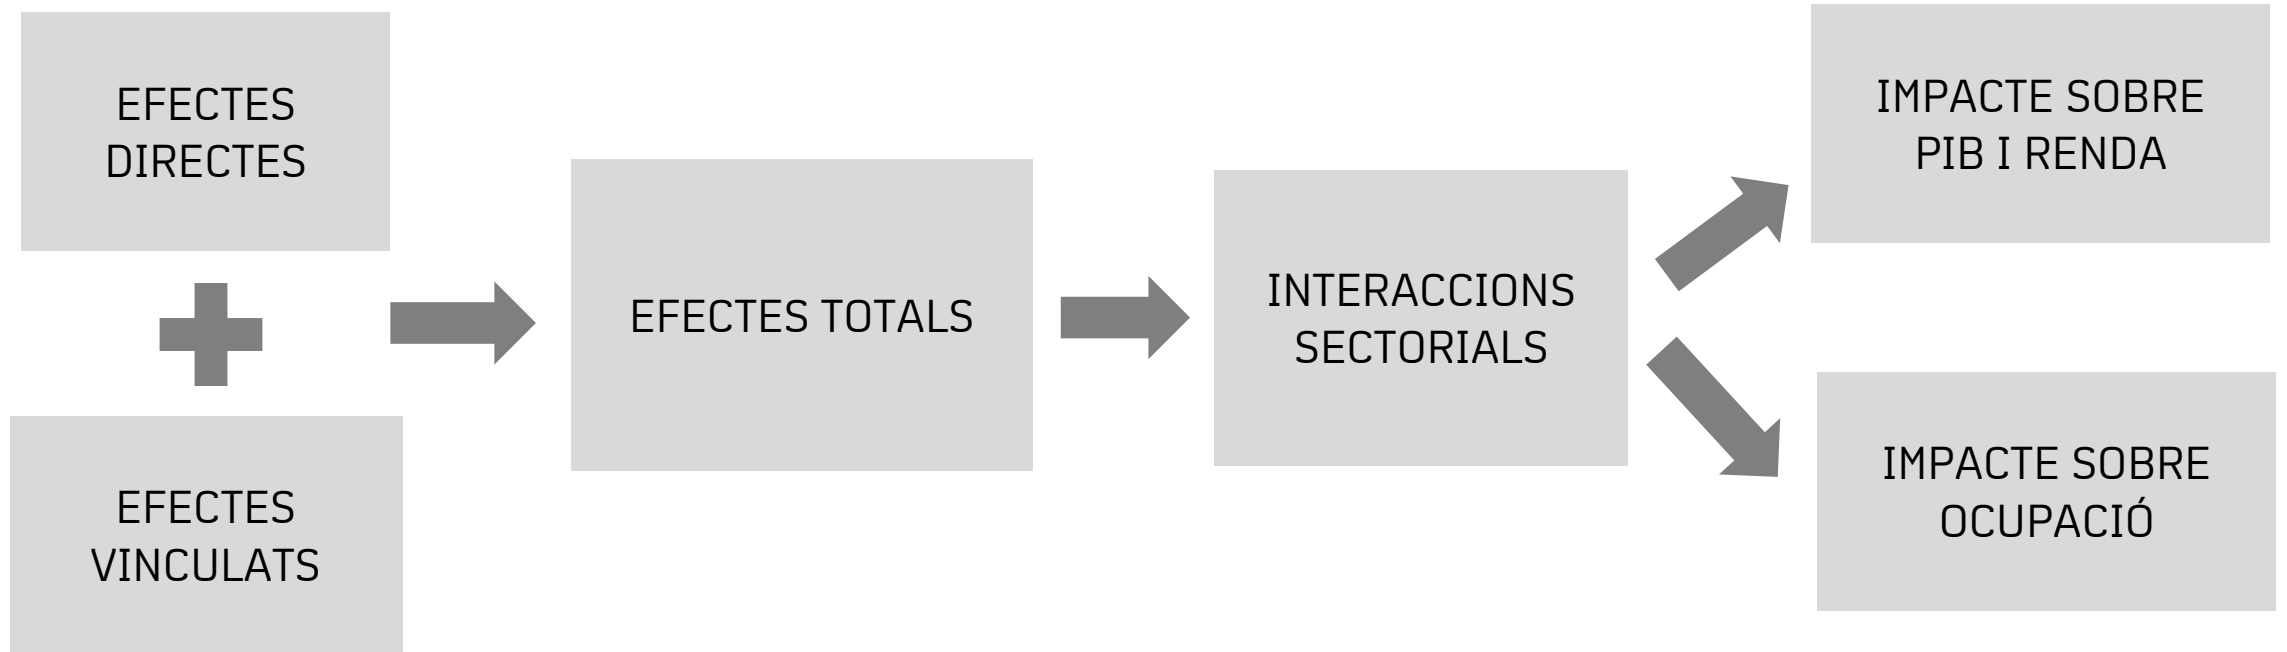 EFECTES
DIRECTES
EFECTES
VINCULATS
EFECTES TOTALS
INTERACCIONS
SECTORIALS
IMPACTE SOBRE
PIB I RENDA
IMPACTE SOBRE
OCUPACIÓ